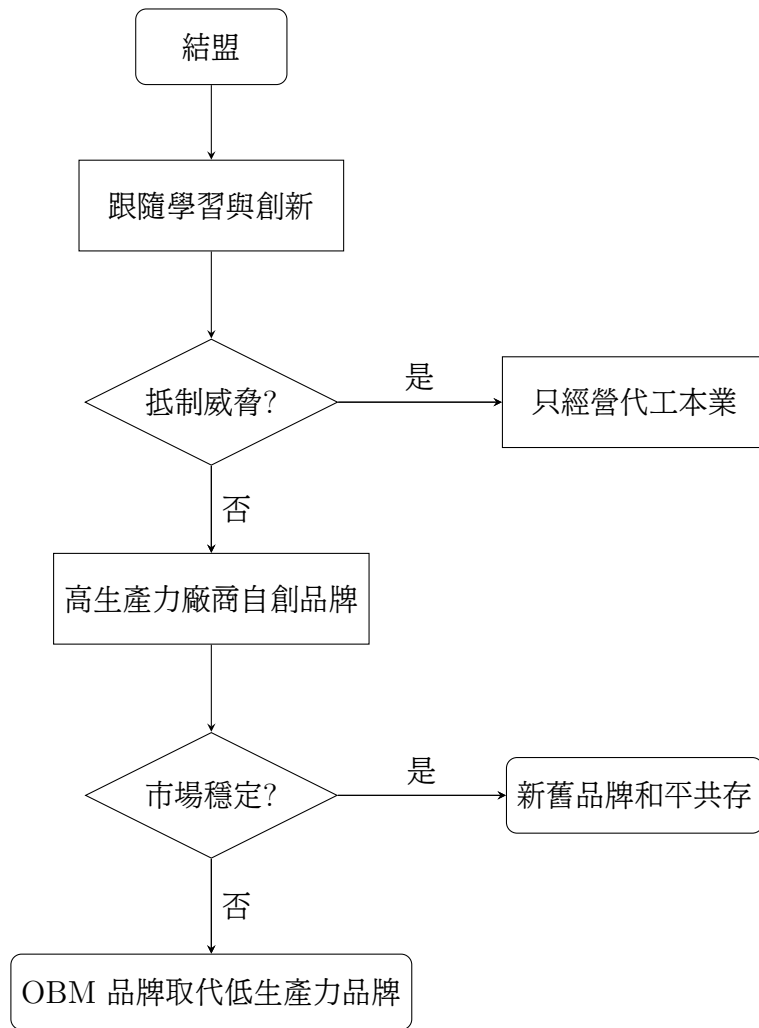 結盟
跟隨學習與創新
抵制威脅?
是
只經營代工本業
否
高生產力廠商自創品牌
市場穩定?
是
新舊品牌和平共存
否
OBM 品牌取代低生產力品牌